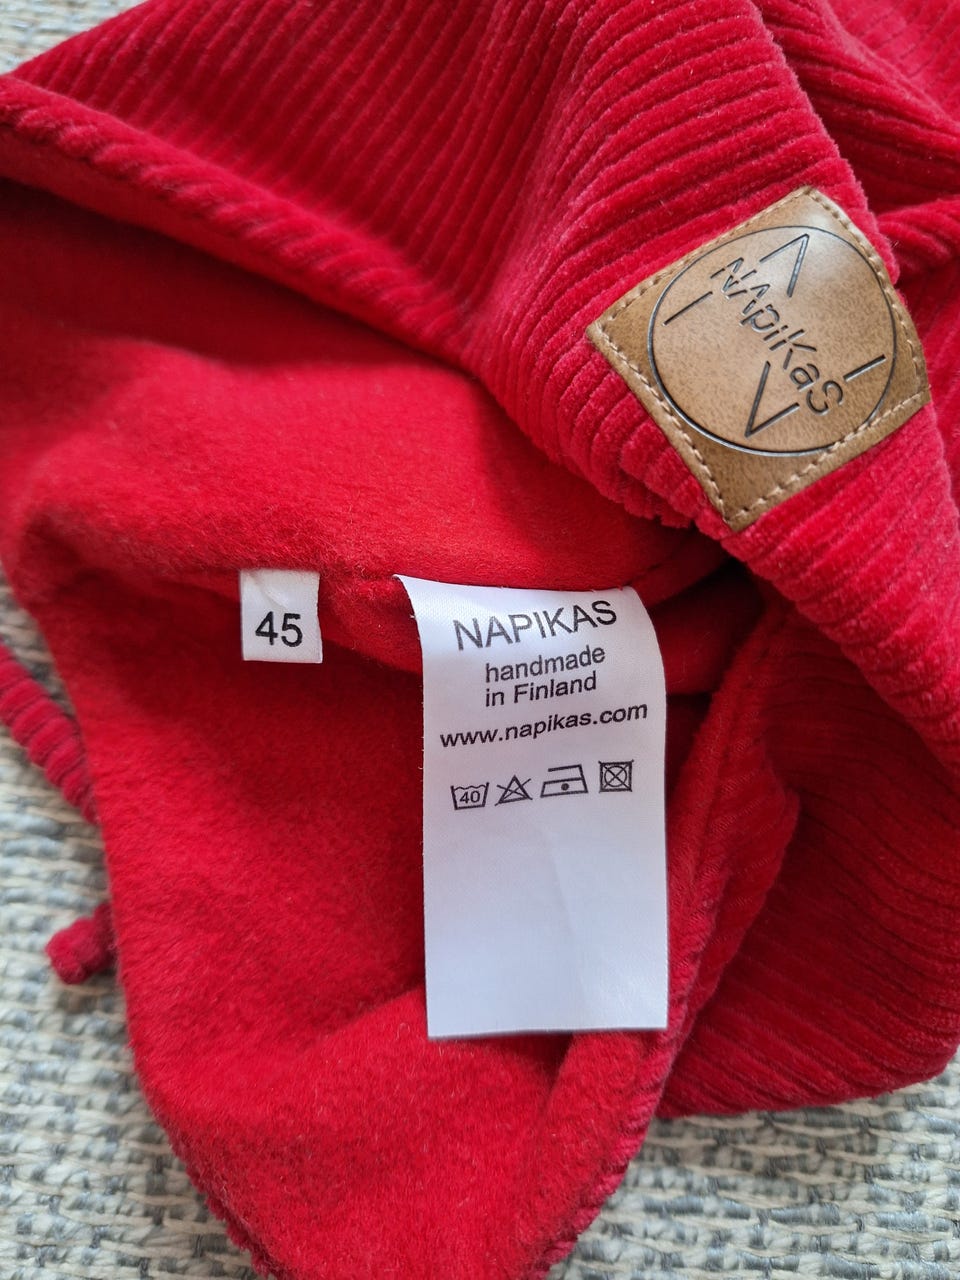 NApiKaS
45
NAPIKAS
handmade
in Finland
www.napikas.com
40